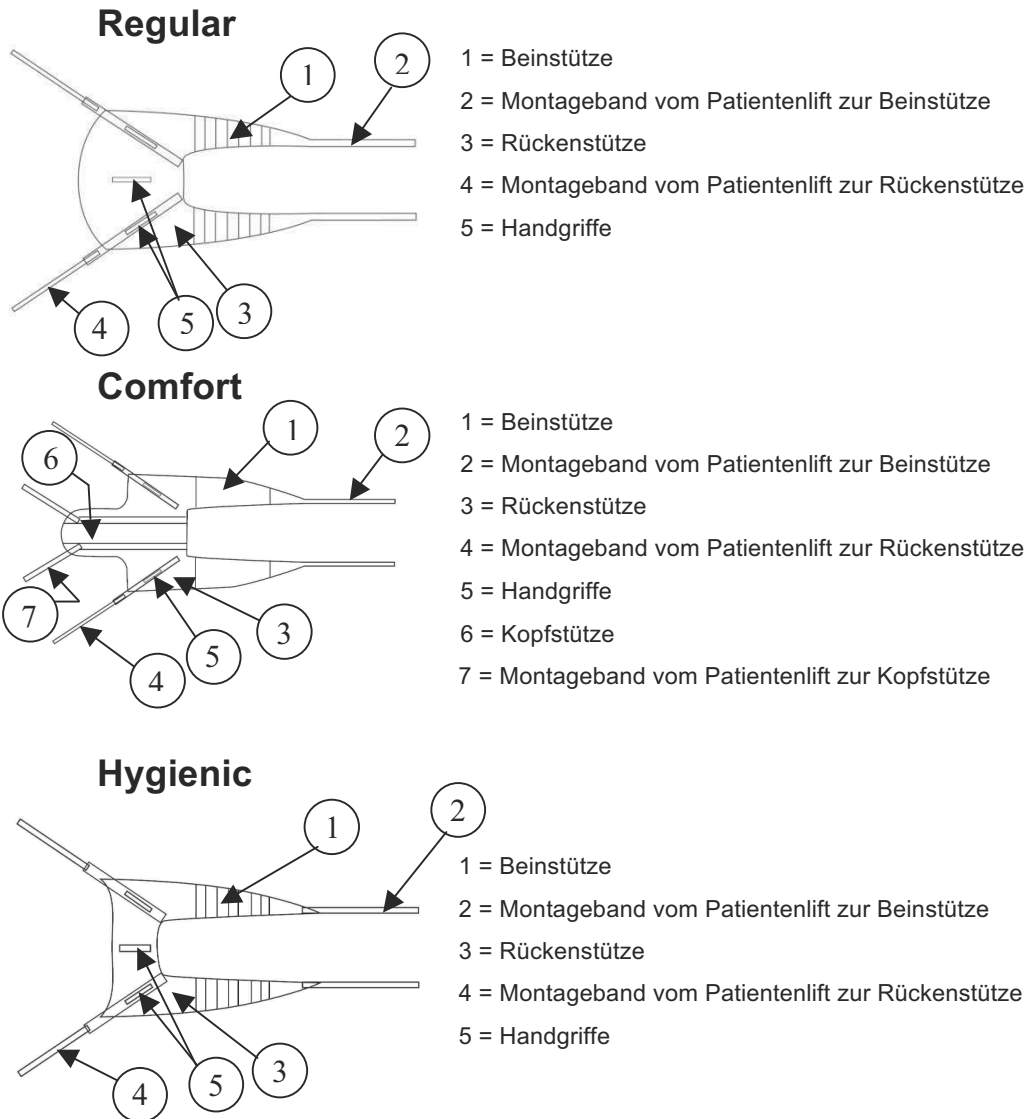 Regular
1
2
3
4
5
1 = Beinstütze
2 = Montageband vom Patientenlift zur Beinstütze
3 = Rückenstütze
4 = Montageband vom Patientenlift zur Rückenstütze
5 = Handgriffe
Comfort
1
2
6
7
3
5
4
1 = Beinstütze
2 = Montageband vom Patientenlift zur Beinstütze
3 = Rückenstütze
4 = Montageband vom Patientenlift zur Rückenstütze
5 = Handgriffe
6 = Kopfstütze
7 = Montageband vom Patientenlift zur Kopfstütze
Hygienic
1
2
3
5
4
1 = Beinstütze
2 = Montageband vom Patientenlift zur Beinstütze
3 = Rückenstütze
4 = Montageband vom Patientenlift zur Rückenstütze
5 = Handgriffe